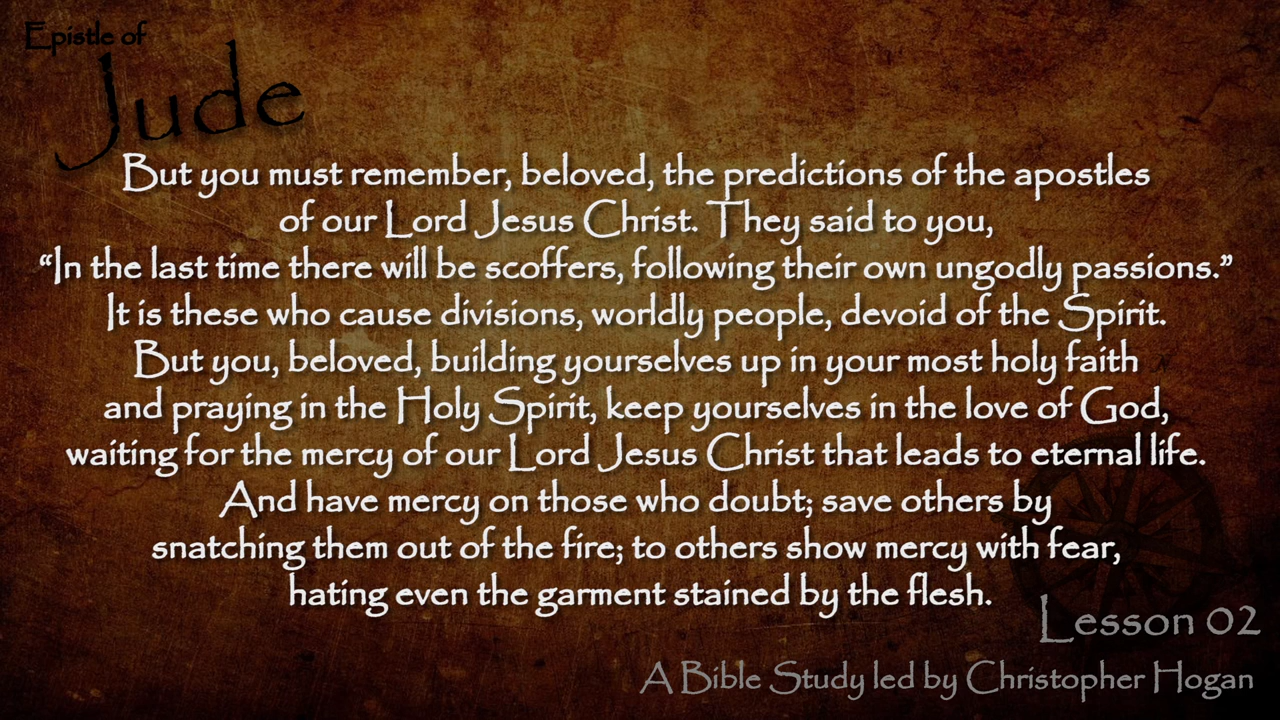 Epistle of
Jude
But you must remember, beloved, the predictions of the apostles
of our Lord Jesus Christ. They said to you,
“In the last time there will be scoffers, following their own ungodly passions.”
It is these who cause divisions, worldly people, devoid of the Spirit.
But you, beloved, building yourselves up in your most holy faith
and praying in the Holy Spirit, keep yourselves in the love of God,
waiting for the mercy of our Lord Jesus Christ that leads to eternal life.
And have mercy on those who doubt; save others by
snatching them out of the fire; to others show mercy with fear,
hating even the garment stained by the flesh.
Lesson 02
A Bible Study led by Christopher Hogan